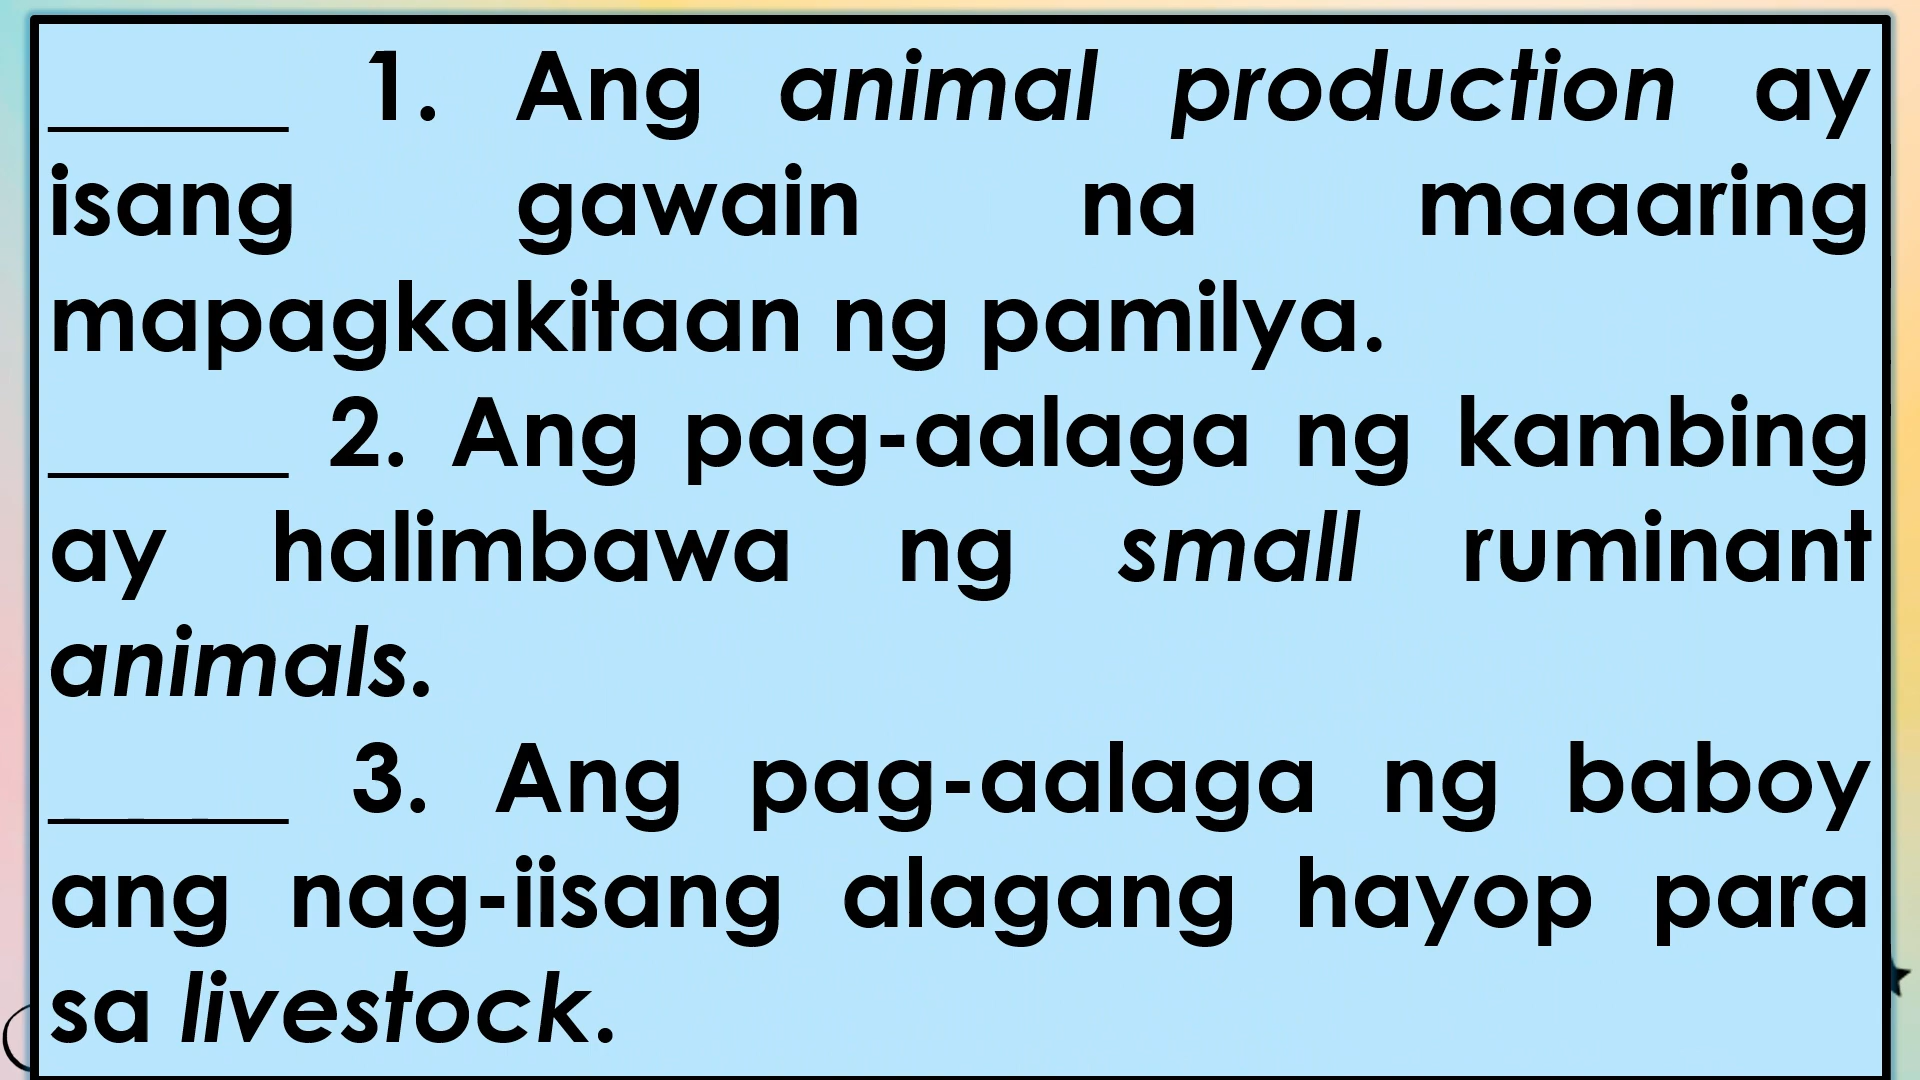 ______ 1. Ang animal production ay
isang gawain na maaaring
mapagkakitaan ng pamilya.
______ 2. Ang pag-aalaga ng kambing
ay halimbawa ng small ruminant
animals.
______ 3. Ang pag-aalaga ng baboy
ang nag-iisang alagang hayop para
sa livestock.